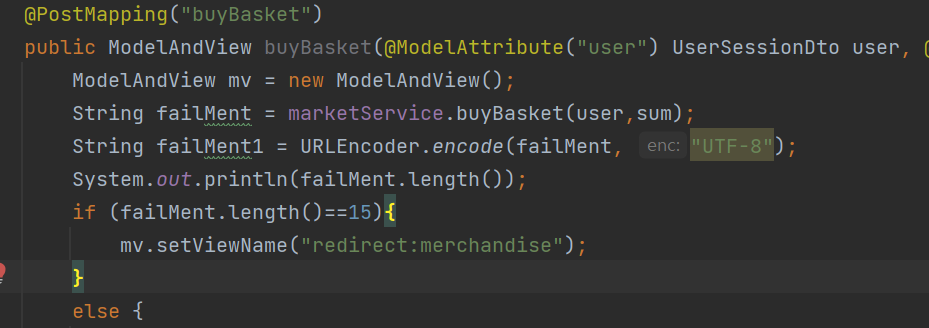 @PostMapping("buyBasket")
public ModelAndView buyBasket(@ModelAttribute("user") UserSessionDto user, @
ModelAndView mv = new ModelAndView();
String failMent = marketService.buyBasket(user,sum);
String failMent1 = URLEncoder.encode(failMent, enc: "UTF-8");
System.out.println(failMent.length());
if (failMent.length()==15){
mv.setViewName("redirect:merchandise");
}
else {